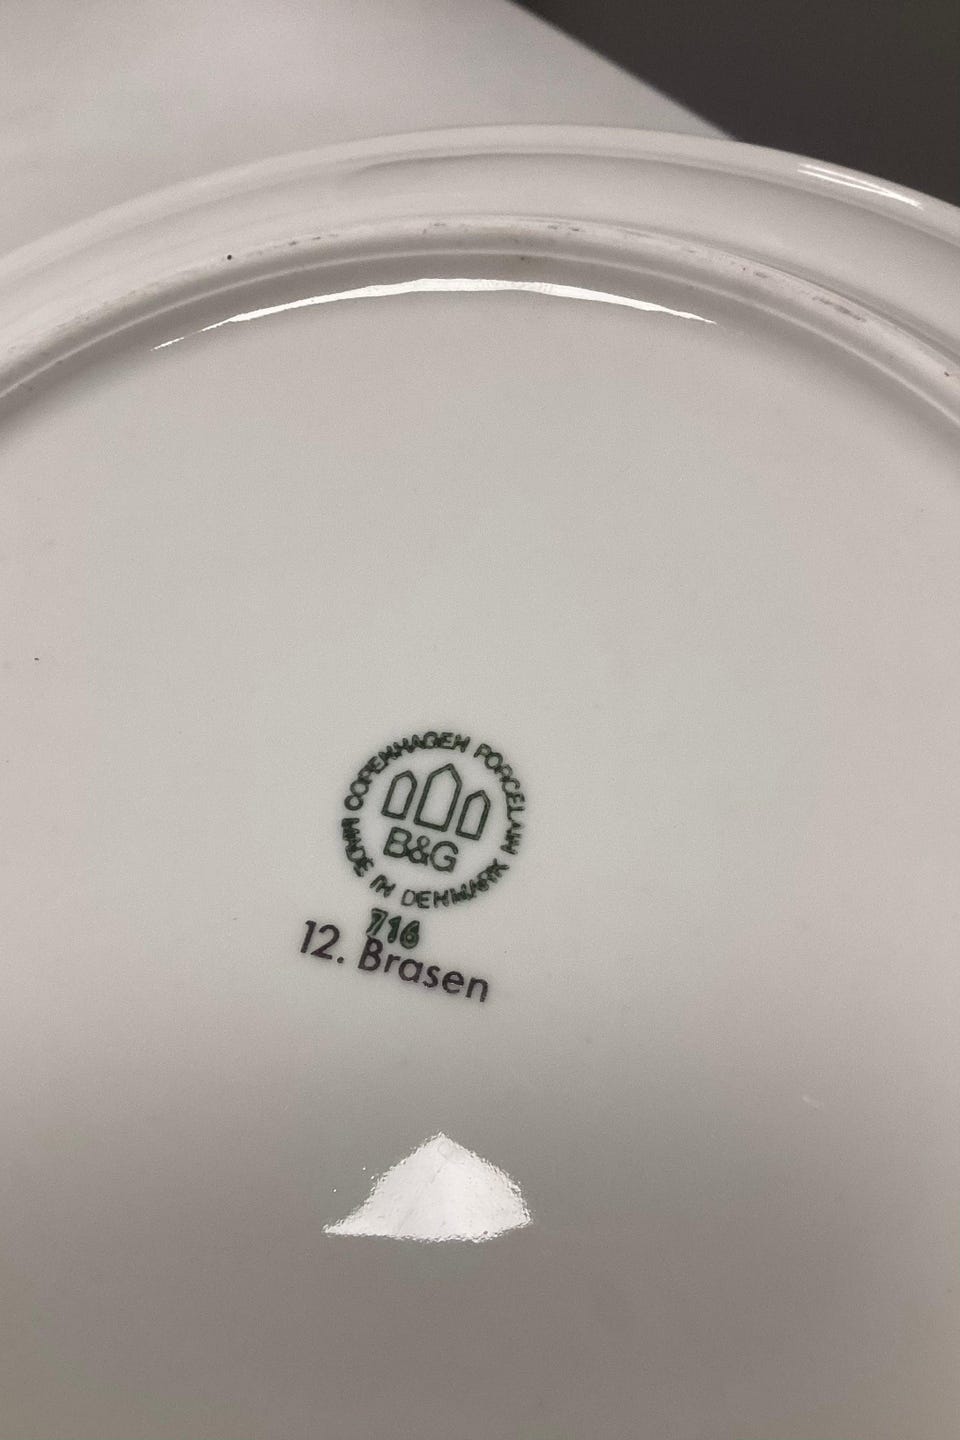 COPENHAGEN PORCELAIN
B&G
MADE IN DENMARK
716
12. Brasen